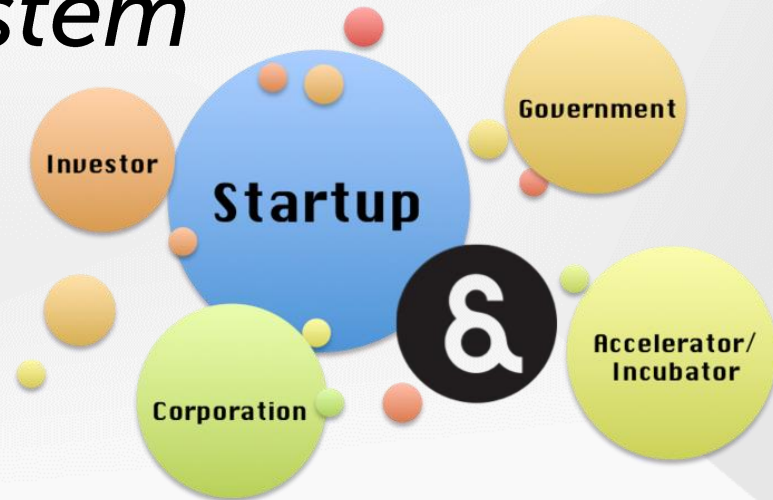 stem
Government
Investor
Startup
&
Accelerator/
Incubator
Corporation